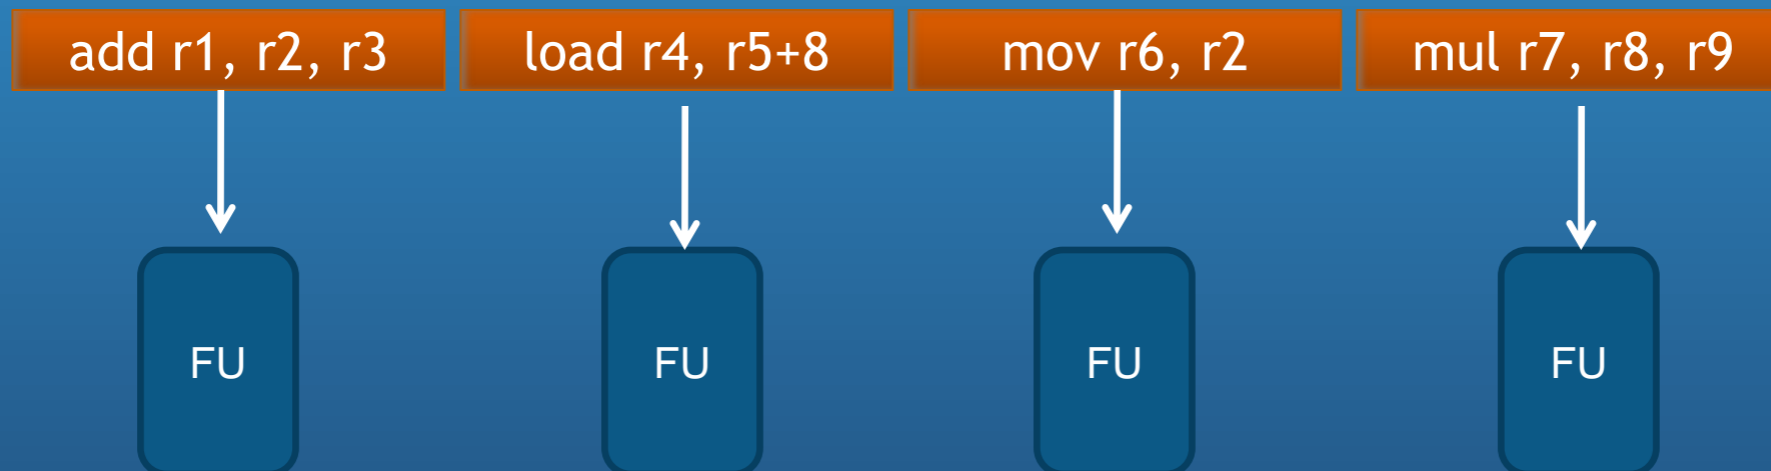 add r1, r2, r3
load r4, r5+8
mov r6, r2
mul r7, r8, r9
FU
FU
FU
FU